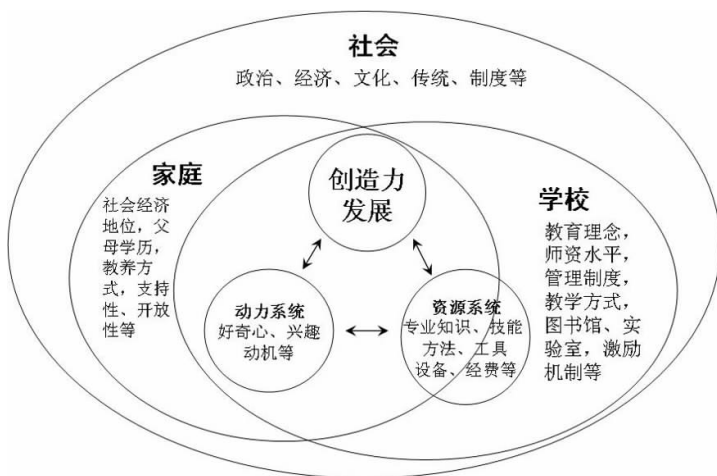 社会
政治、经济、文化、传统、制度等
家庭
社会经济
地位，父
母学历，
教养方
式，支持
性、开放
性等
创造力
发展
学校
教育理念，
师资水平，
管理制度，
教学方式，
图书馆、实
验室，激励
机制等
动力系统
好奇心、兴趣
动机等
资源系统
专业知识、技能
方法、工具
设备、经费等